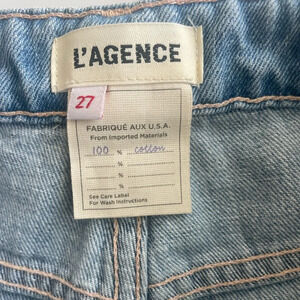 L'AGENCE
27
FABRIQUÉ AUX U.S.A.
From Imported Materials
100 % cotton
%
%
%
See Care Label
For Wash Instructions